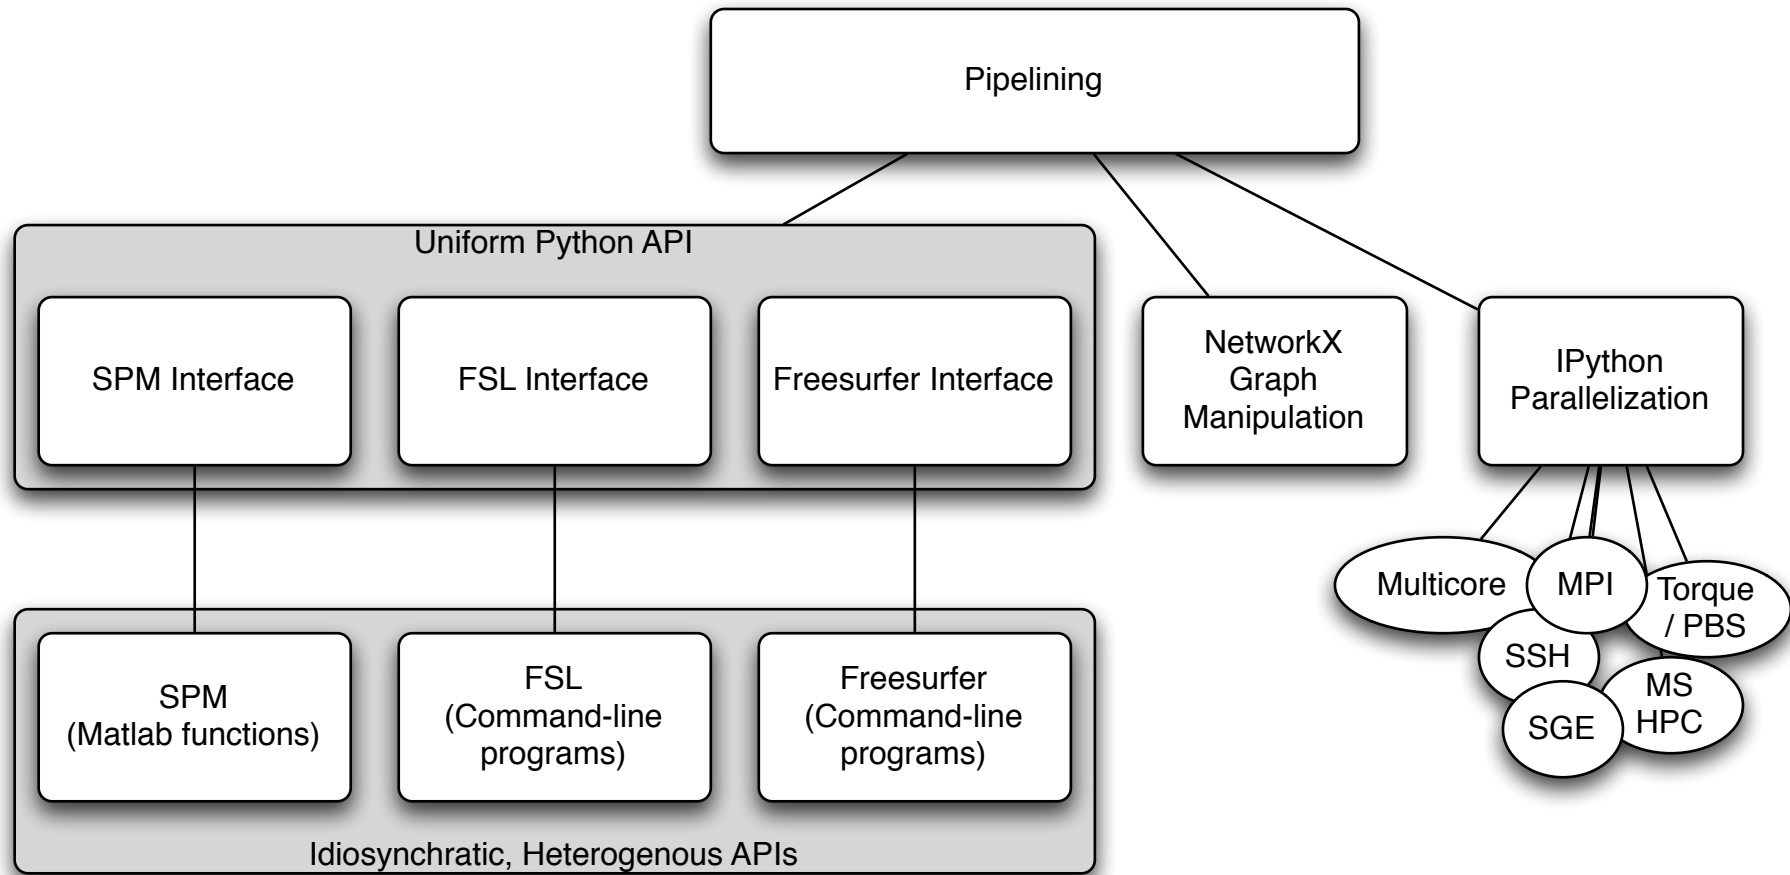 Pipelining
Uniform Python API
SPM Interface
FSL Interface
Freesurfer Interface
NetworkX
Graph
Manipulation
IPython
Parallelization
Multicore
MPI
Torque
/ PBS
SSH
MS
HPC
SGE
SPM
(Matlab functions)
FSL
(Command-line
programs)
Freesurfer
(Command-line
programs)
Idiosynchratic, Heterogenous APIs